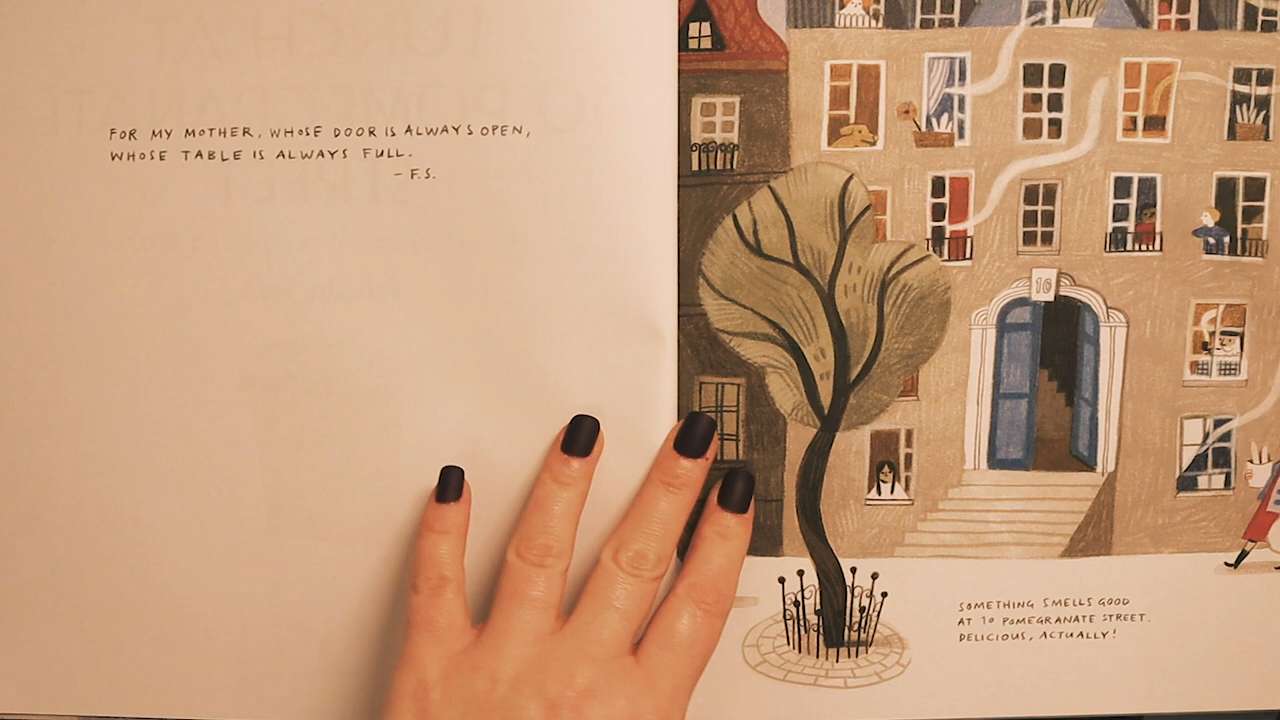 FOR MY MOTHER, WHOSE DOOR IS ALWAYS OPEN,
WHOSE TABLE IS ALWAYS FULL.
– F.S.
10
SOMETHING SMELLS GOOD
AT 10 POMEGRANATE STREET.
DELICIOUS, ACTUALLY!